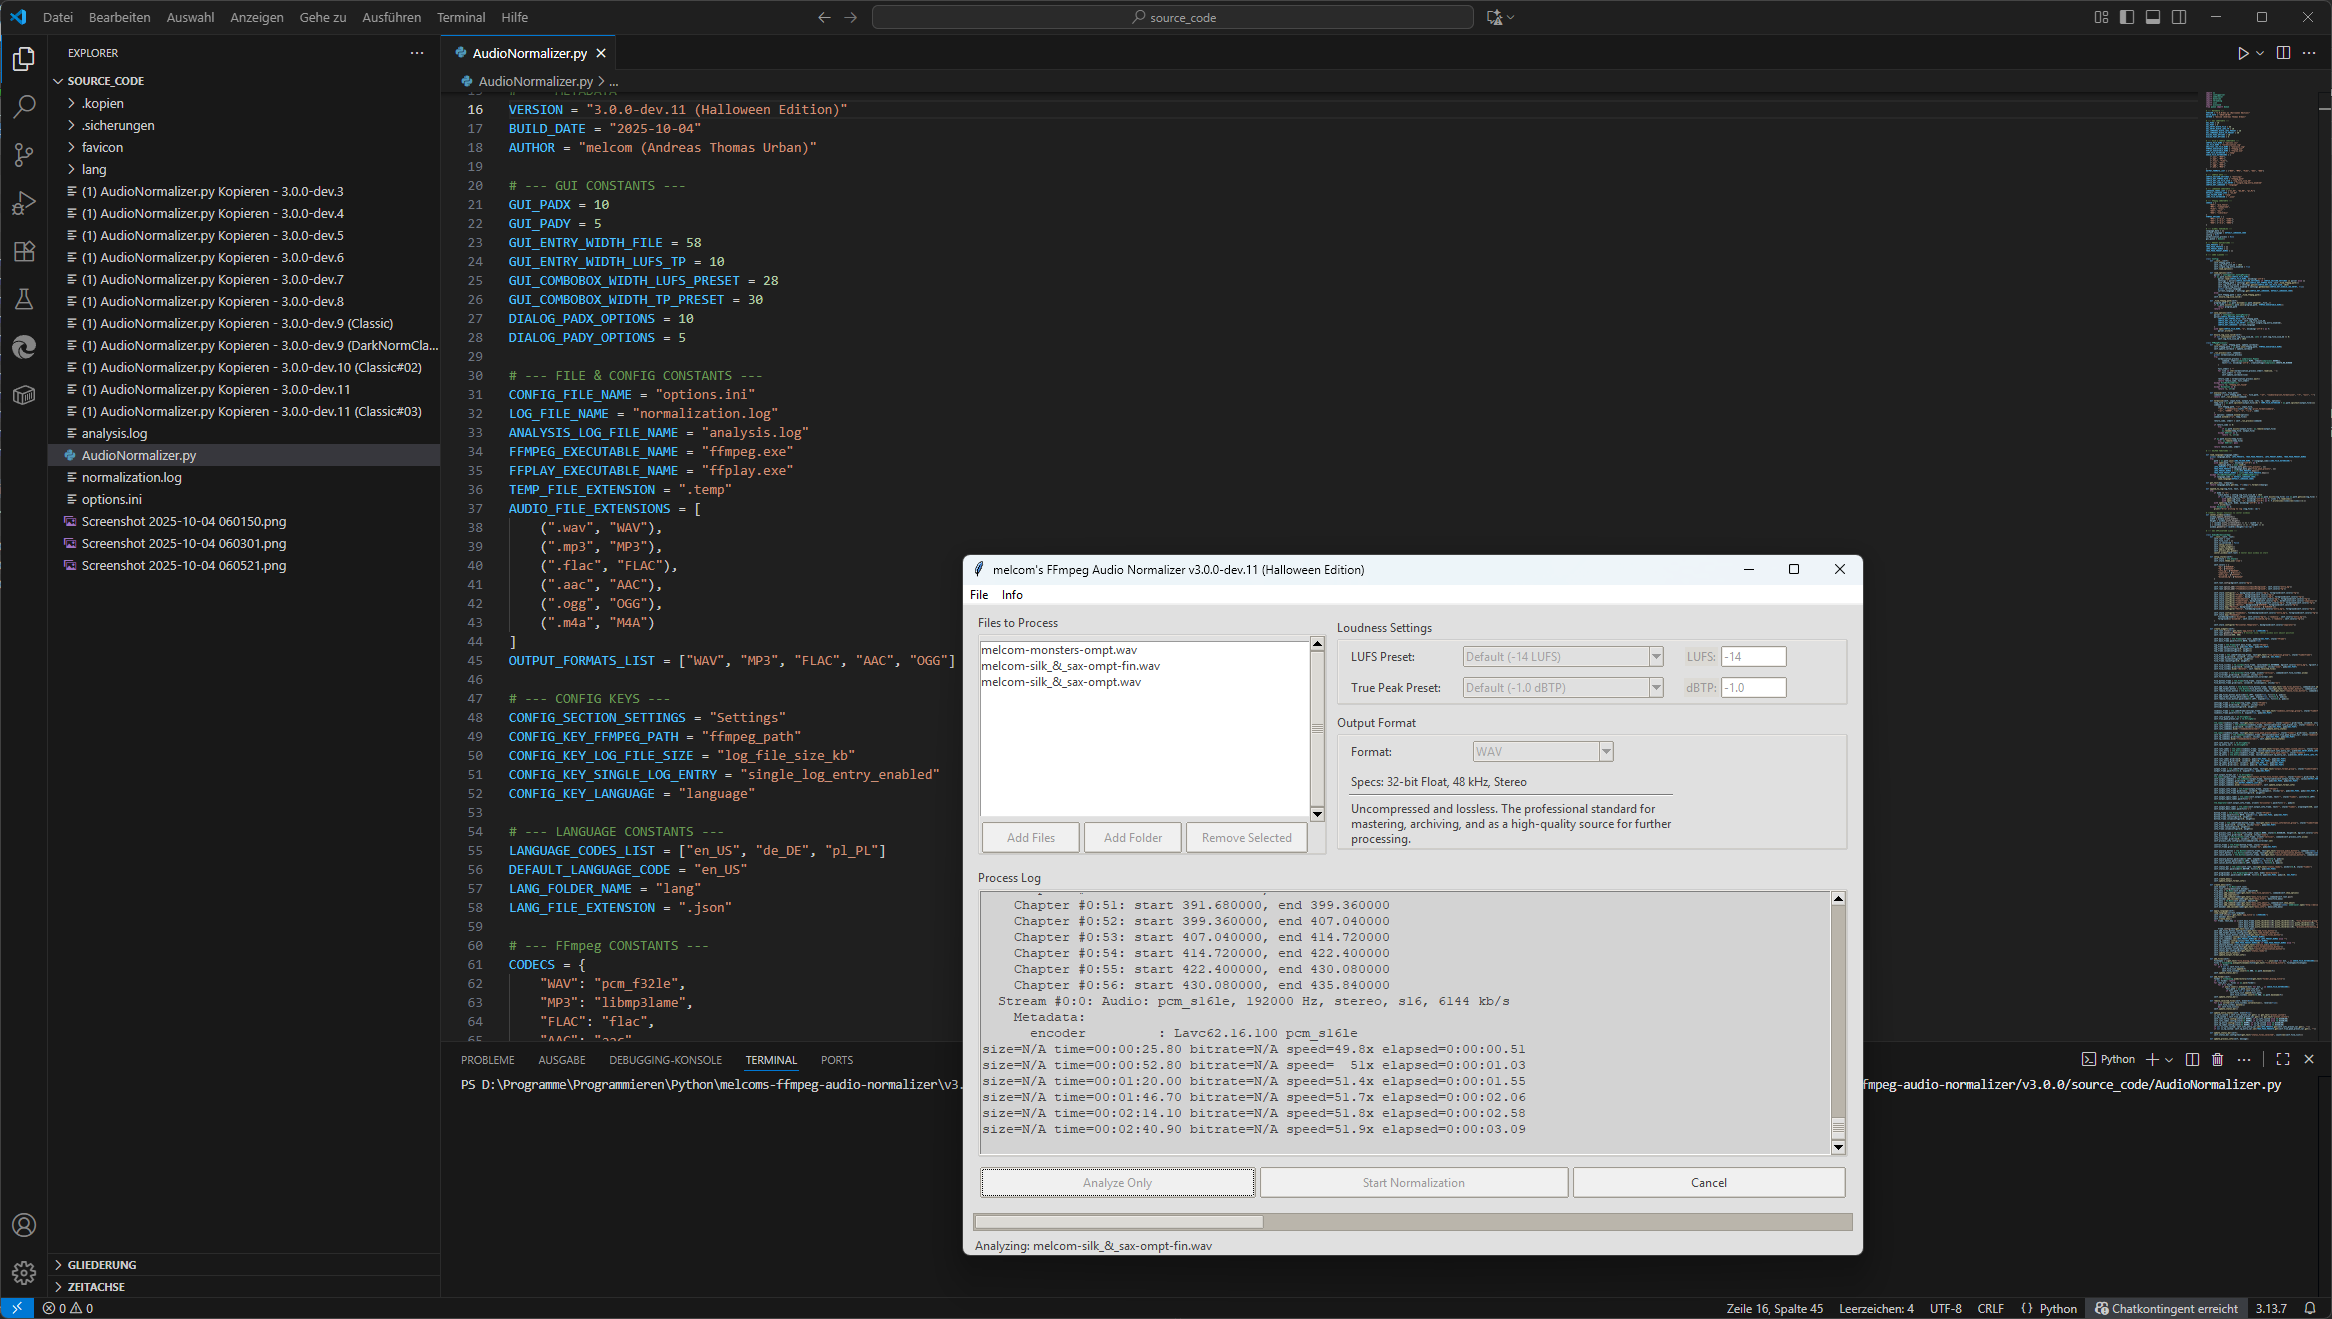 Datei Bearbeiten Auswahl Anzeigen Gehe zu Ausführen Terminal Hilfe
source_code
EXPLORER
SOURCE_CODE
.kopien
.sicherungen
favicon
lang
(1) AudioNormalizer.py Kopieren - 3.0.0-dev.3
(1) AudioNormalizer.py Kopieren - 3.0.0-dev.4
(1) AudioNormalizer.py Kopieren - 3.0.0-dev.5
(1) AudioNormalizer.py Kopieren - 3.0.0-dev.6
(1) AudioNormalizer.py Kopieren - 3.0.0-dev.7
(1) AudioNormalizer.py Kopieren - 3.0.0-dev.8
(1) AudioNormalizer.py Kopieren - 3.0.0-dev.9 (Classic)
(1) AudioNormalizer.py Kopieren - 3.0.0-dev.9 (DarkNormCla...
(1) AudioNormalizer.py Kopieren - 3.0.0-dev.10 (Classic#02)
(1) AudioNormalizer.py Kopieren - 3.0.0-dev.11
(1) AudioNormalizer.py Kopieren - 3.0.0-dev.11 (Classic#03)
analysis.log
AudioNormalizer.py
normalization.log
options.ini
Screenshot 2025-10-04 060150.png
Screenshot 2025-10-04 060301.png
Screenshot 2025-10-04 060521.png
GLIEDERUNG
ZEITACHSE
AudioNormalizer.py
AudioNormalizer.py > ...
16 VERSION = "3.0.0-dev.11 (Halloween Edition)"
17 BUILD_DATE = "2025-10-04"
18 AUTHOR = "melcom (Andreas Thomas Urban)"
19
20 # --- GUI CONSTANTS ---
21 GUI_PADX = 10
22 GUI_PADY = 5
23 GUI_ENTRY_WIDTH_FILE = 58
24 GUI_ENTRY_WIDTH_LUFS_TP = 10
25 GUI_COMBOBOX_WIDTH_LUFS_PRESET = 28
26 GUI_COMBOBOX_WIDTH_TP_PRESET = 30
27 DIALOG_PADX_OPTIONS = 10
28 DIALOG_PADY_OPTIONS = 5
29
30 # --- FILE & CONFIG CONSTANTS ---
31 CONFIG_FILE_NAME = "options.ini"
32 LOG_FILE_NAME = "normalization.log"
33 ANALYSIS_LOG_FILE_NAME = "analysis.log"
34 FFMPEG_EXECUTABLE_NAME = "ffmpeg.exe"
35 FFPLAY_EXECUTABLE_NAME = "ffplay.exe"
36 TEMP_FILE_EXTENSION = ".temp"
37 AUDIO_FILE_EXTENSIONS = [
38 (".wav", "WAV"),
39 (".mp3", "MP3"),
40 (".flac", "FLAC"),
41 (".aac", "AAC"),
42 (".ogg", "OGG"),
43 (".m4a", "M4A")
44 ]
45 OUTPUT_FORMATS_LIST = ["WAV", "MP3", "FLAC", "AAC", "OGG"]
46
47 # --- CONFIG KEYS ---
48 CONFIG_SECTION_SETTINGS = "Settings"
49 CONFIG_KEY_FFMPEG_PATH = "ffmpeg_path"
50 CONFIG_KEY_LOG_FILE_SIZE = "log_file_size_kb"
51 CONFIG_KEY_SINGLE_LOG_ENTRY = "single_log_entry_enabled"
52 CONFIG_KEY_LANGUAGE = "language"
53
54 # --- LANGUAGE CONSTANTS ---
55 LANGUAGE_CODES_LIST = ["en_US", "de_DE", "pl_PL"]
56 DEFAULT_LANGUAGE_CODE = "en_US"
57 LANG_FOLDER_NAME = "lang"
58 LANG_FILE_EXTENSION = ".json"
59
60 # --- FFmpeg CONSTANTS ---
61 CODECS = {
62 "WAV": "pcm_f32le",
63 "MP3": "libmp3lame",
64 "FLAC": "flac",
65 "AAC": "aac",
PROBLEME AUSGABE DEBUGGING-KONSOLE TERMINAL PORTS
Python
PS D:\Programme\Programmieren\Python\melcoms-ffmpeg-audio-normalizer\v3.
fmpeg-audio-normalizer/v3.0.0/source_code/AudioNormalizer.py
melcom's FFmpeg Audio Normalizer v3.0.0-dev.11 (Halloween Edition)
File Info
Files to Process
melcom-monsters-ompt.wav
melcom-silk_&_sax-ompt-fin.wav
melcom-silk_&_sax-ompt.wav
Add Files Add Folder Remove Selected
Loudness Settings
LUFS Preset: Default (-14 LUFS) LUFS: -14
True Peak Preset: Default (-1.0 dBTP) dBTP: -1.0
Output Format
Format: WAV
Specs: 32-bit Float, 48 kHz, Stereo
Uncompressed and lossless. The professional standard for
mastering, archiving, and as a high-quality source for further
processing.
Process Log
Chapter #0:51: start 391.680000, end 399.360000
Chapter #0:52: start 399.360000, end 407.040000
Chapter #0:53: start 407.040000, end 414.720000
Chapter #0:54: start 414.720000, end 422.400000
Chapter #0:55: start 422.400000, end 430.080000
Chapter #0:56: start 430.080000, end 435.840000
Stream #0:0: Audio: pcm_s16le, 192000 Hz, stereo, s16, 6144 kb/s
Metadata:
encoder : Lavc62.16.100 pcm_s16le
size=N/A time=00:00:25.80 bitrate=N/A speed=49.8x elapsed=0:00:00.51
size=N/A time=00:00:52.80 bitrate=N/A speed= 51x elapsed=0:00:01.03
size=N/A time=00:01:20.00 bitrate=N/A speed=51.4x elapsed=0:00:01.55
size=N/A time=00:01:46.70 bitrate=N/A speed=51.7x elapsed=0:00:02.06
size=N/A time=00:02:14.10 bitrate=N/A speed=51.8x elapsed=0:00:02.58
size=N/A time=00:02:40.90 bitrate=N/A speed=51.9x elapsed=0:00:03.09
Analyze Only Start Normalization Cancel
Analyzing: melcom-silk_&_sax-ompt-fin.wav
0 0 Zeile 16, Spalte 45 Leerzeichen: 4 UTF-8 CRLF {} Python Chatkontingent erreicht 3.13.7